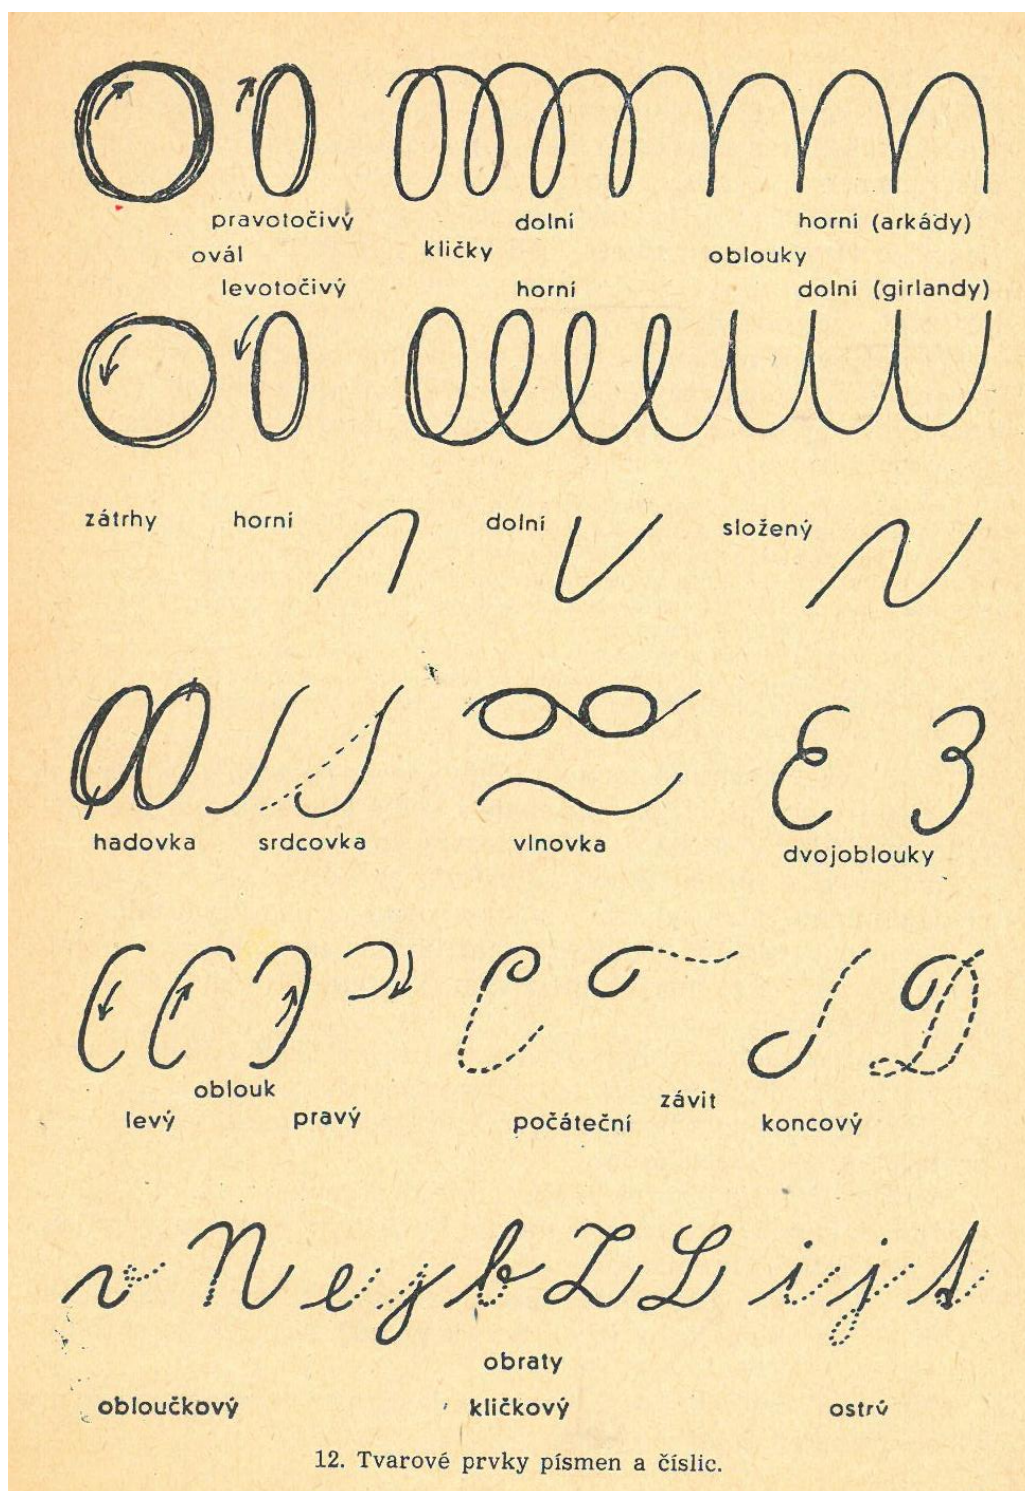 pravotočivý dolní horní (arkády)
ovál kličky oblouky
levotočivý horní dolní (girlandy)
zátrhy horní dolní složený
hadovka srdcovka vlnovka dvojoblouky
oblouk závit
levý pravý počáteční koncový
v N e y b Z L i j s
obraty
obloučkový kličkový ostrý
12. Tvarové prvky písmen a číslic.